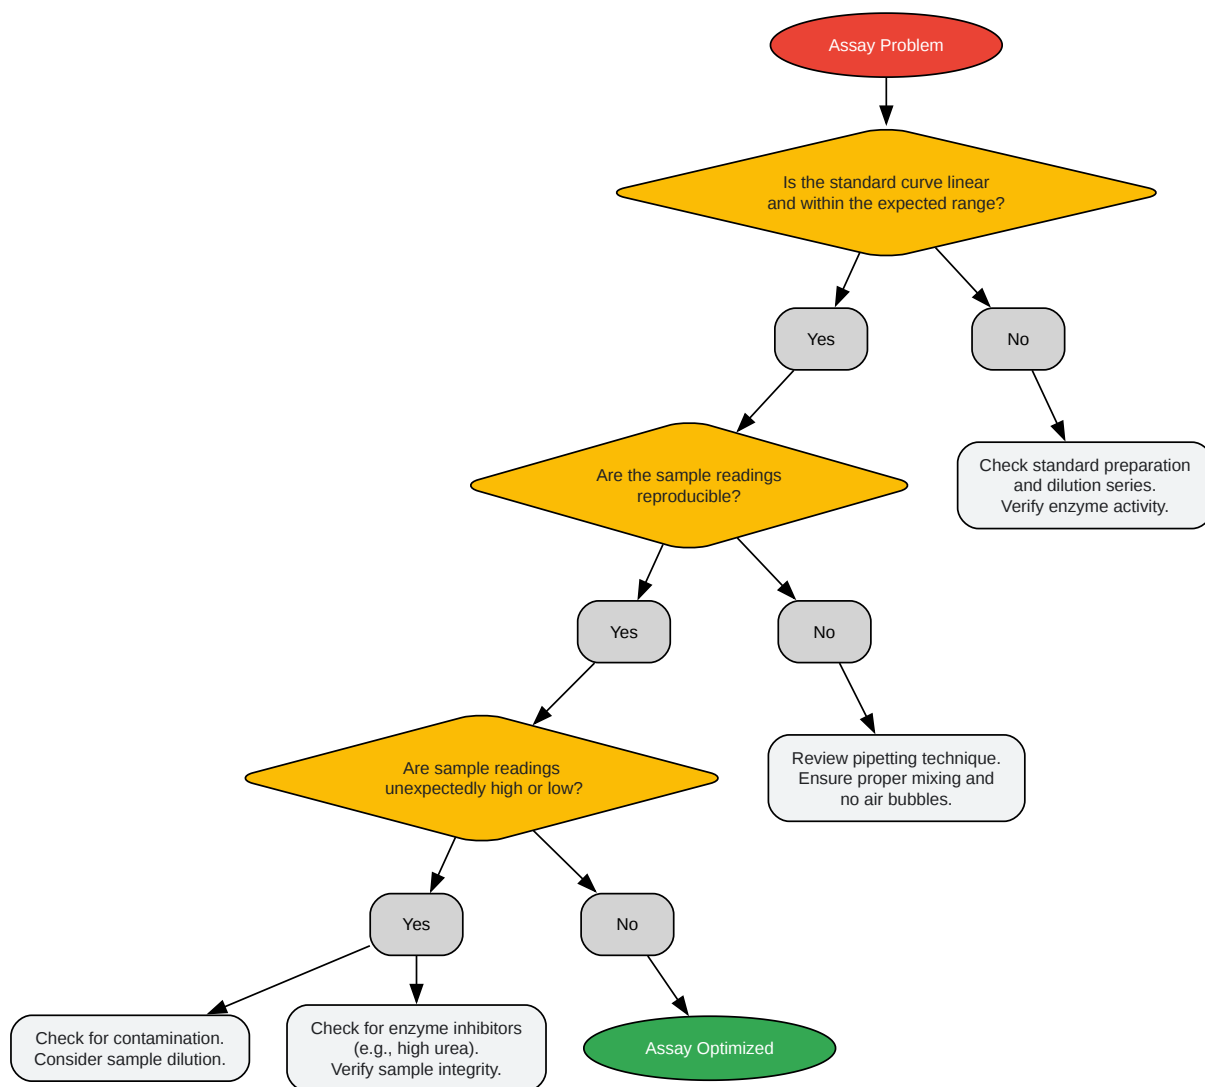 Assay Problem
Is the standard curve linear
and within the expected range?
Yes
No
Check standard preparation
and dilution series.
Verify enzyme activity.
Are the sample readings
reproducible?
Yes
No
Review pipetting technique.
Ensure proper mixing and
no air bubbles.
Are sample readings
unexpectedly high or low?
Yes
No
Check for contamination.
Consider sample dilution.
Check for enzyme inhibitors
(e.g., high urea).
Verify sample integrity.
Assay Optimized